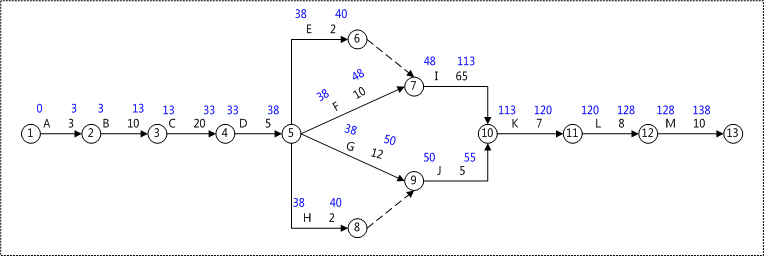 38 40
E 2
6
48 113
7 I 65
38 F 10 48
0 3 3 13 13 33 33 38
1 A 3 2 B 10 3 C 20 4 D 5 5
113 120 120 128 128 138
10 K 7 11 L 8 12 M 10 13
38 G 12 50
50 55
9 J 5
38 40
H 2
8